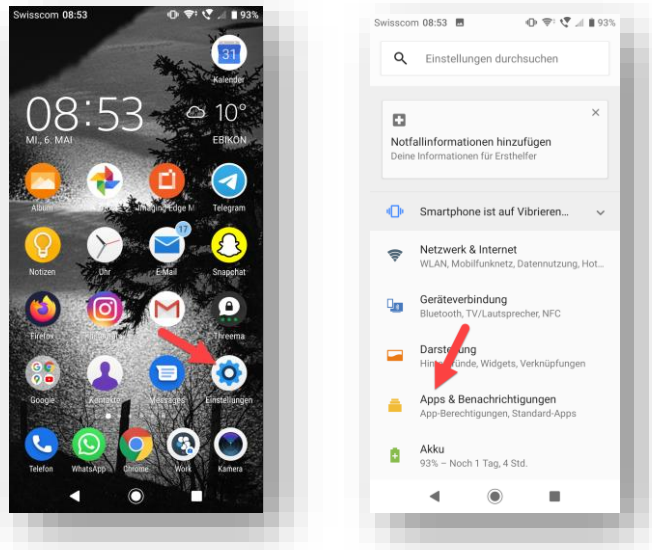 Swisscom 08:53
93%
31
Kalender
08:53
10°
MI., 6. MAI
EBIKON
Album
Imaging Edge M
Telegram
17
Notizen
Uhr
E-Mail
Snapchat
Firefox
Threema
Google
Kontakte
Messages
Einstellungen
Telefon
WhatsApp
Chrome
Work
Kamera
Swisscom 08:53
93%
Einstellungen durchsuchen
Notfallinformationen hinzufügen
Deine Informationen für Ersthelfer
Smartphone ist auf Vibrieren...
Netzwerk & Internet
WLAN, Mobilfunknetz, Datennutzung, Hot...
Geräteverbindung
Bluetooth, TV/Lautsprecher, NFC
Darstellung
Hintergründe, Widgets, Verknüpfungen
Apps & Benachrichtigungen
App-Berechtigungen, Standard-Apps
Akku
93% – Noch 1 Tag, 4 Std.